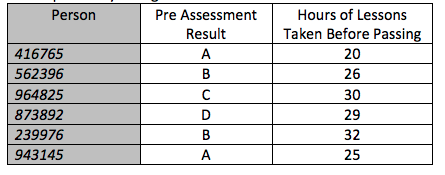 Person Pre Assessment Result Hours of Lessons Taken Before Passing
416765 A 20
562396 B 26
964825 C 30
873892 D 29
239976 B 32
943145 A 25